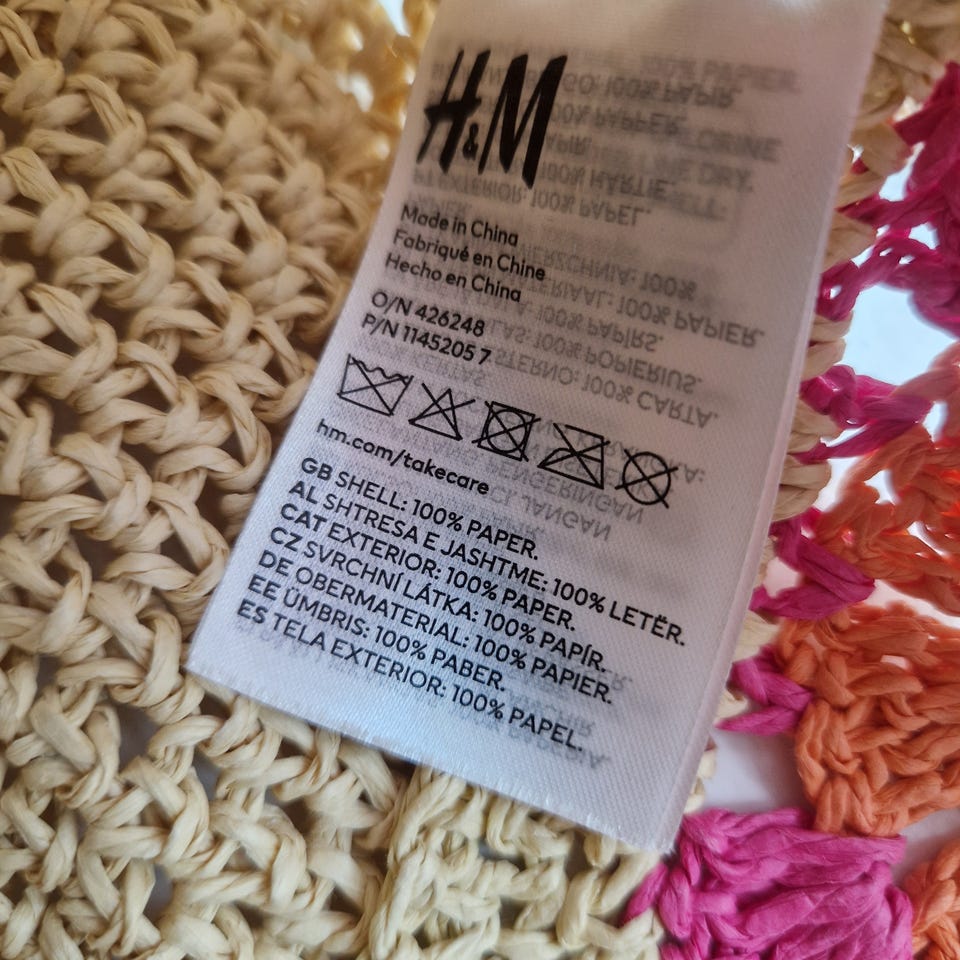 H&M
Made in China
Fabriqué en Chine
Hecho en China
O/N 426248
P/N 1145205 7
hm.com/takecare
GB SHELL: 100% PAPER.
AL SHTRESA E JASHTME: 100% LETËR.
CAT EXTERIOR: 100% PAPER.
CZ SVRCHNÍ LÁTKA: 100% PAPÍR.
DE OBERMATERIAL: 100% PAPIER.
EE ÜMBRIS: 100% PABER.
ES TELA EXTERIOR: 100% PAPEL.